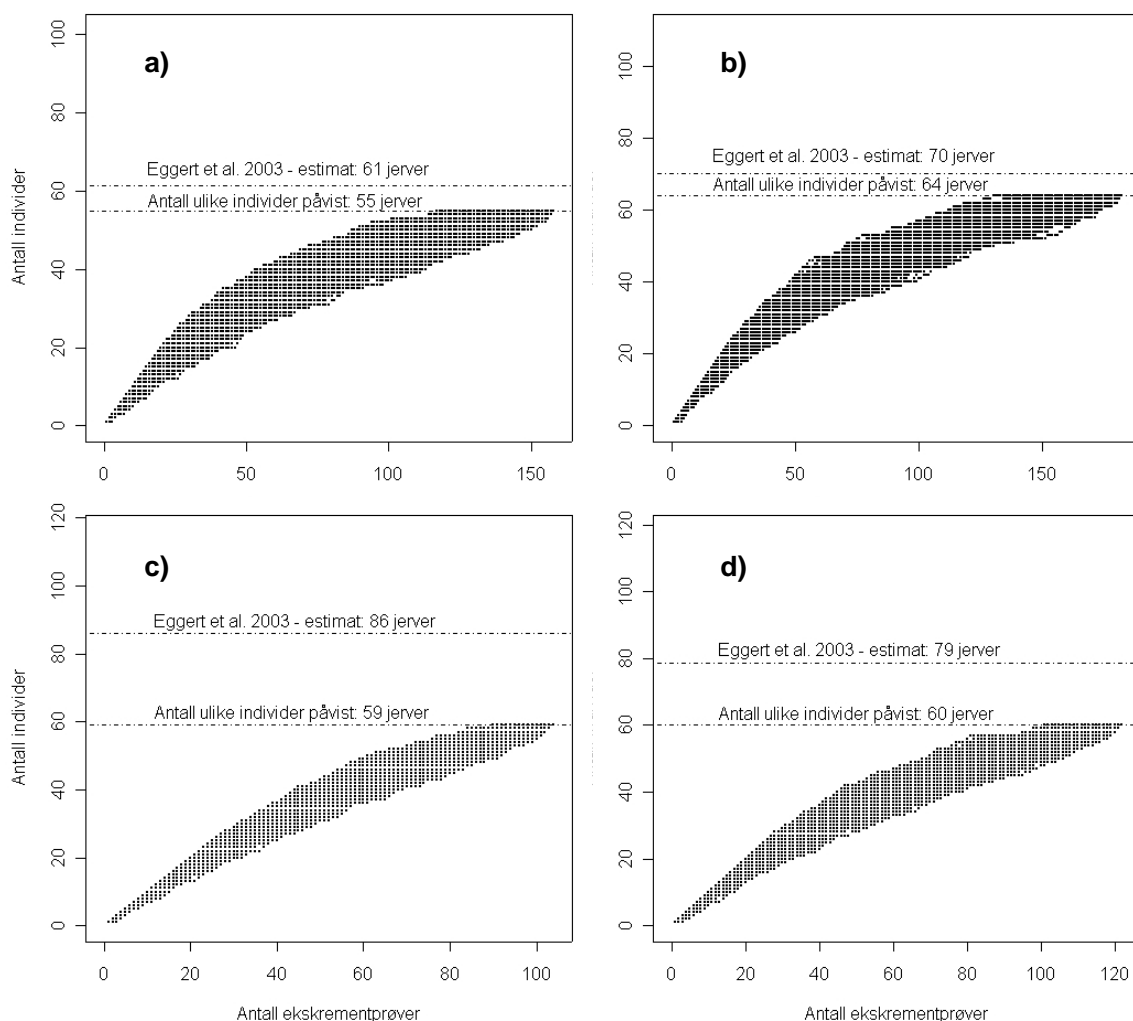 a)
b)
Eggert et al. 2003 - estimat: 61 jerver
Antall ulike individer påvist: 55 jerver
Eggert et al. 2003 - estimat: 70 jerver
Antall ulike individer påvist: 64 jerver
Antall individer
0 20 40 60 80 100
0 50 100 150
0 20 40 60 80 100
0 50 100 150
c)
d)
Eggert et al. 2003 - estimat: 86 jerver
Antall ulike individer påvist: 59 jerver
Eggert et al. 2003 - estimat: 79 jerver
Antall ulike individer påvist: 60 jerver
Antall individer
0 20 40 60 80 100 120
0 20 40 60 80 100
0 20 40 60 80 100 120
0 20 40 60 80 100 120
Antall ekskrementprøver
Antall ekskrementprøver